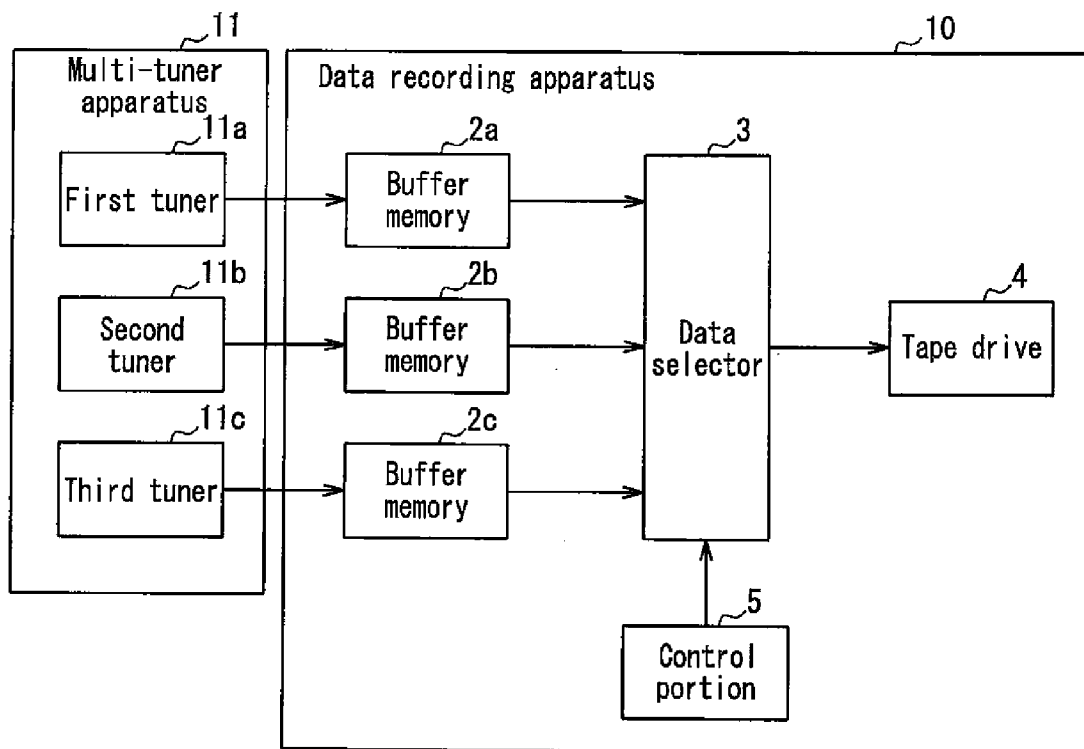 11
Multi-tuner
apparatus
11a
First tuner
11b
Second
tuner
11c
Third tuner
10
Data recording apparatus
2a
Buffer
memory
2b
Buffer
memory
2c
Buffer
memory
3
Data
selector
4
Tape drive
5
Control
portion